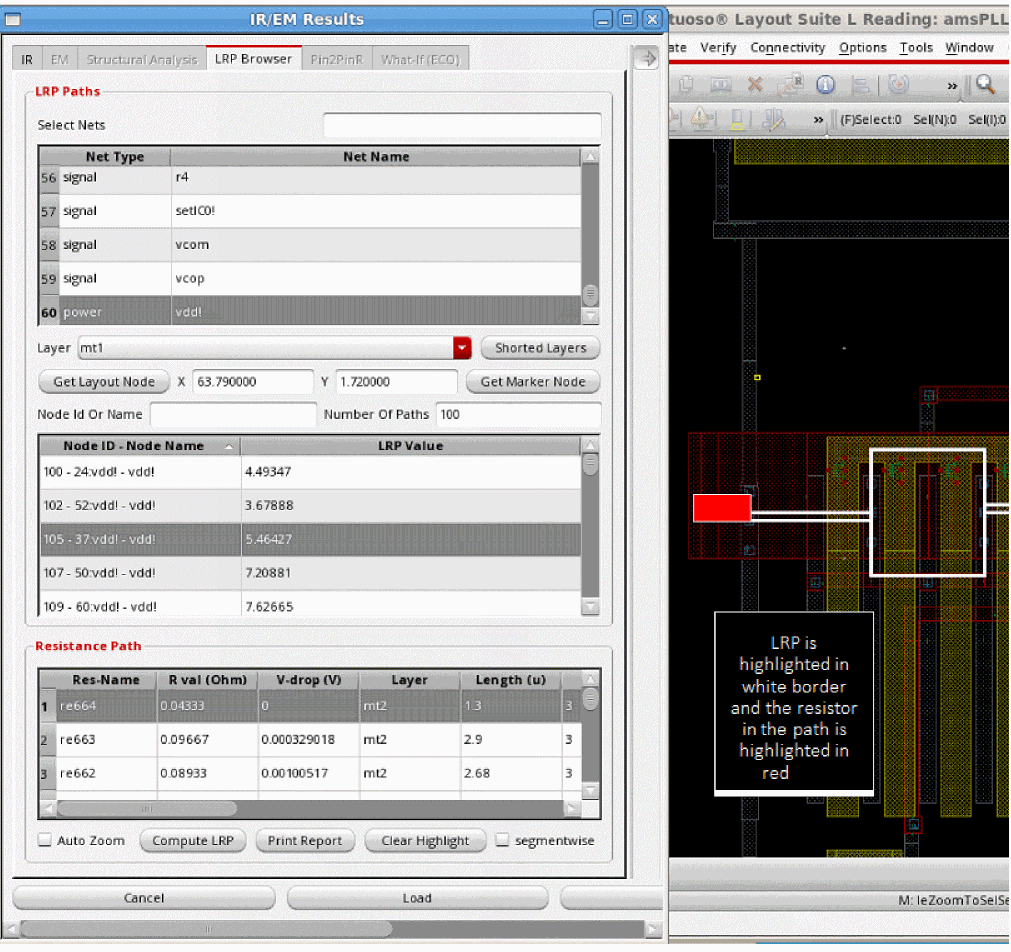 IR/EM Results
tuoso® Layout Suite L Reading: amsPLL
IR EM Structural Analysis LRP Browser Pin2PinR What-If (ECO)
ate Verify Connectivity Options Tools Window
LRP Paths
Select Nets
» (F)Select:0 Sel(N):0 Sel(I):0
Net Type Net Name
56 signal r4
57 signal setIC0!
58 signal vcom
59 signal vcop
60 power vdd!
Layer mt1 Shorted Layers
Get Layout Node X 63.790000 Y 1.720000 Get Marker Node
Node Id Or Name Number Of Paths 100
Node ID - Node Name LRP Value
100 - 24:vdd! - vdd! 4.49347
102 - 52:vdd! - vdd! 3.67888
105 - 37:vdd! - vdd! 5.46427
107 - 50:vdd! - vdd! 7.20881
109 - 60:vdd! - vdd! 7.62665
LRP is
highlighted in
white border
and the resistor
in the path is
highlighted in
red
Resistance Path
Res-Name R val (Ohm) V-drop (V) Layer Length (u)
1 re664 0.04333 0 mt2 1.3 3
2 re663 0.09667 0.000329018 mt2 2.9 3
3 re662 0.08933 0.00100517 mt2 2.68 3
Auto Zoom Compute LRP Print Report Clear Highlight segmentwise
Cancel Load
M: leZoomToSelSe